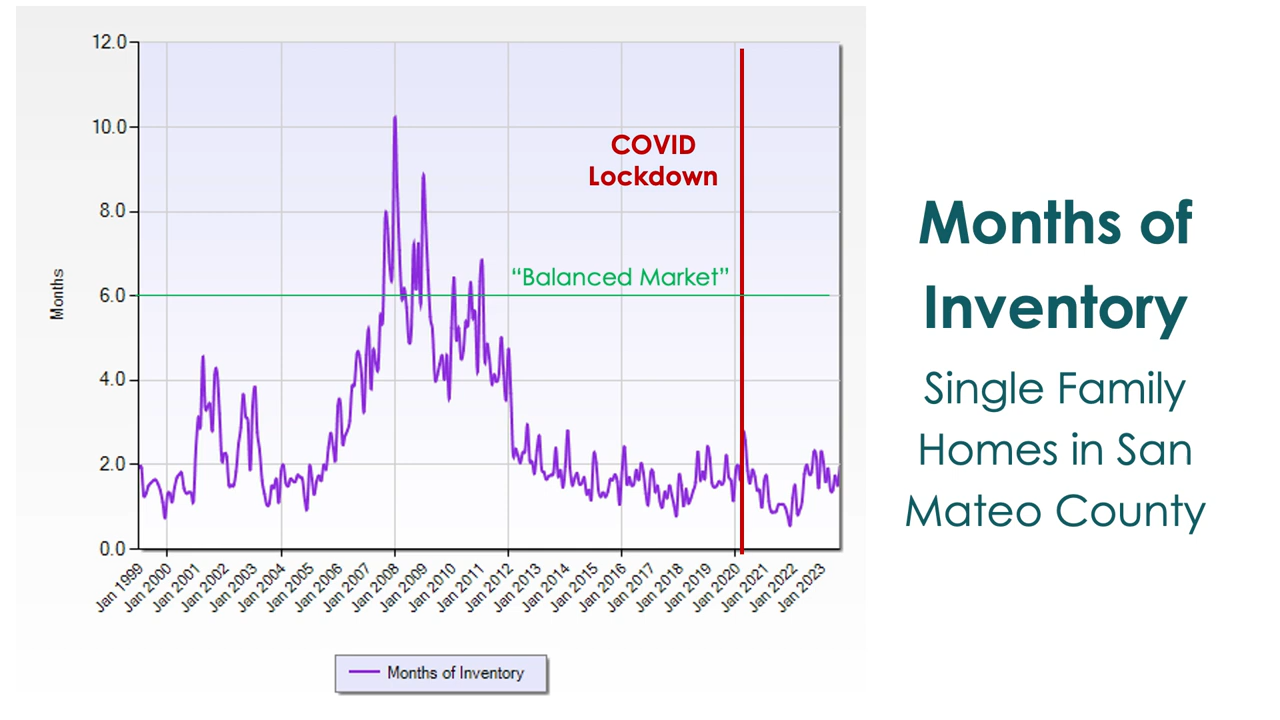 12.0
10.0
8.0
6.0
4.0
2.0
0.0
Months
COVID
Lockdown
“Balanced Market”
Jan 1999
Jan 2000
Jan 2001
Jan 2002
Jan 2003
Jan 2004
Jan 2005
Jan 2006
Jan 2007
Jan 2008
Jan 2009
Jan 2010
Jan 2011
Jan 2012
Jan 2013
Jan 2014
Jan 2015
Jan 2016
Jan 2017
Jan 2018
Jan 2019
Jan 2020
Jan 2021
Jan 2022
Jan 2023
Months of Inventory
Months of
Inventory
Single Family
Homes in San
Mateo County